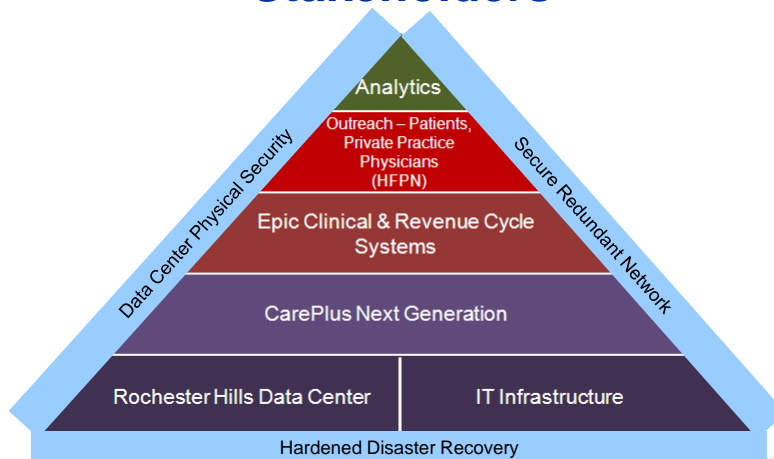 Stakeholders
Analytics
Outreach – Patients,
Private Practice
Physicians
(HFPN)
Epic Clinical & Revenue Cycle
Systems
CarePlus Next Generation
Rochester Hills Data Center
IT Infrastructure
Data Center Physical Security
Secure Redundant Network
Hardened Disaster Recovery